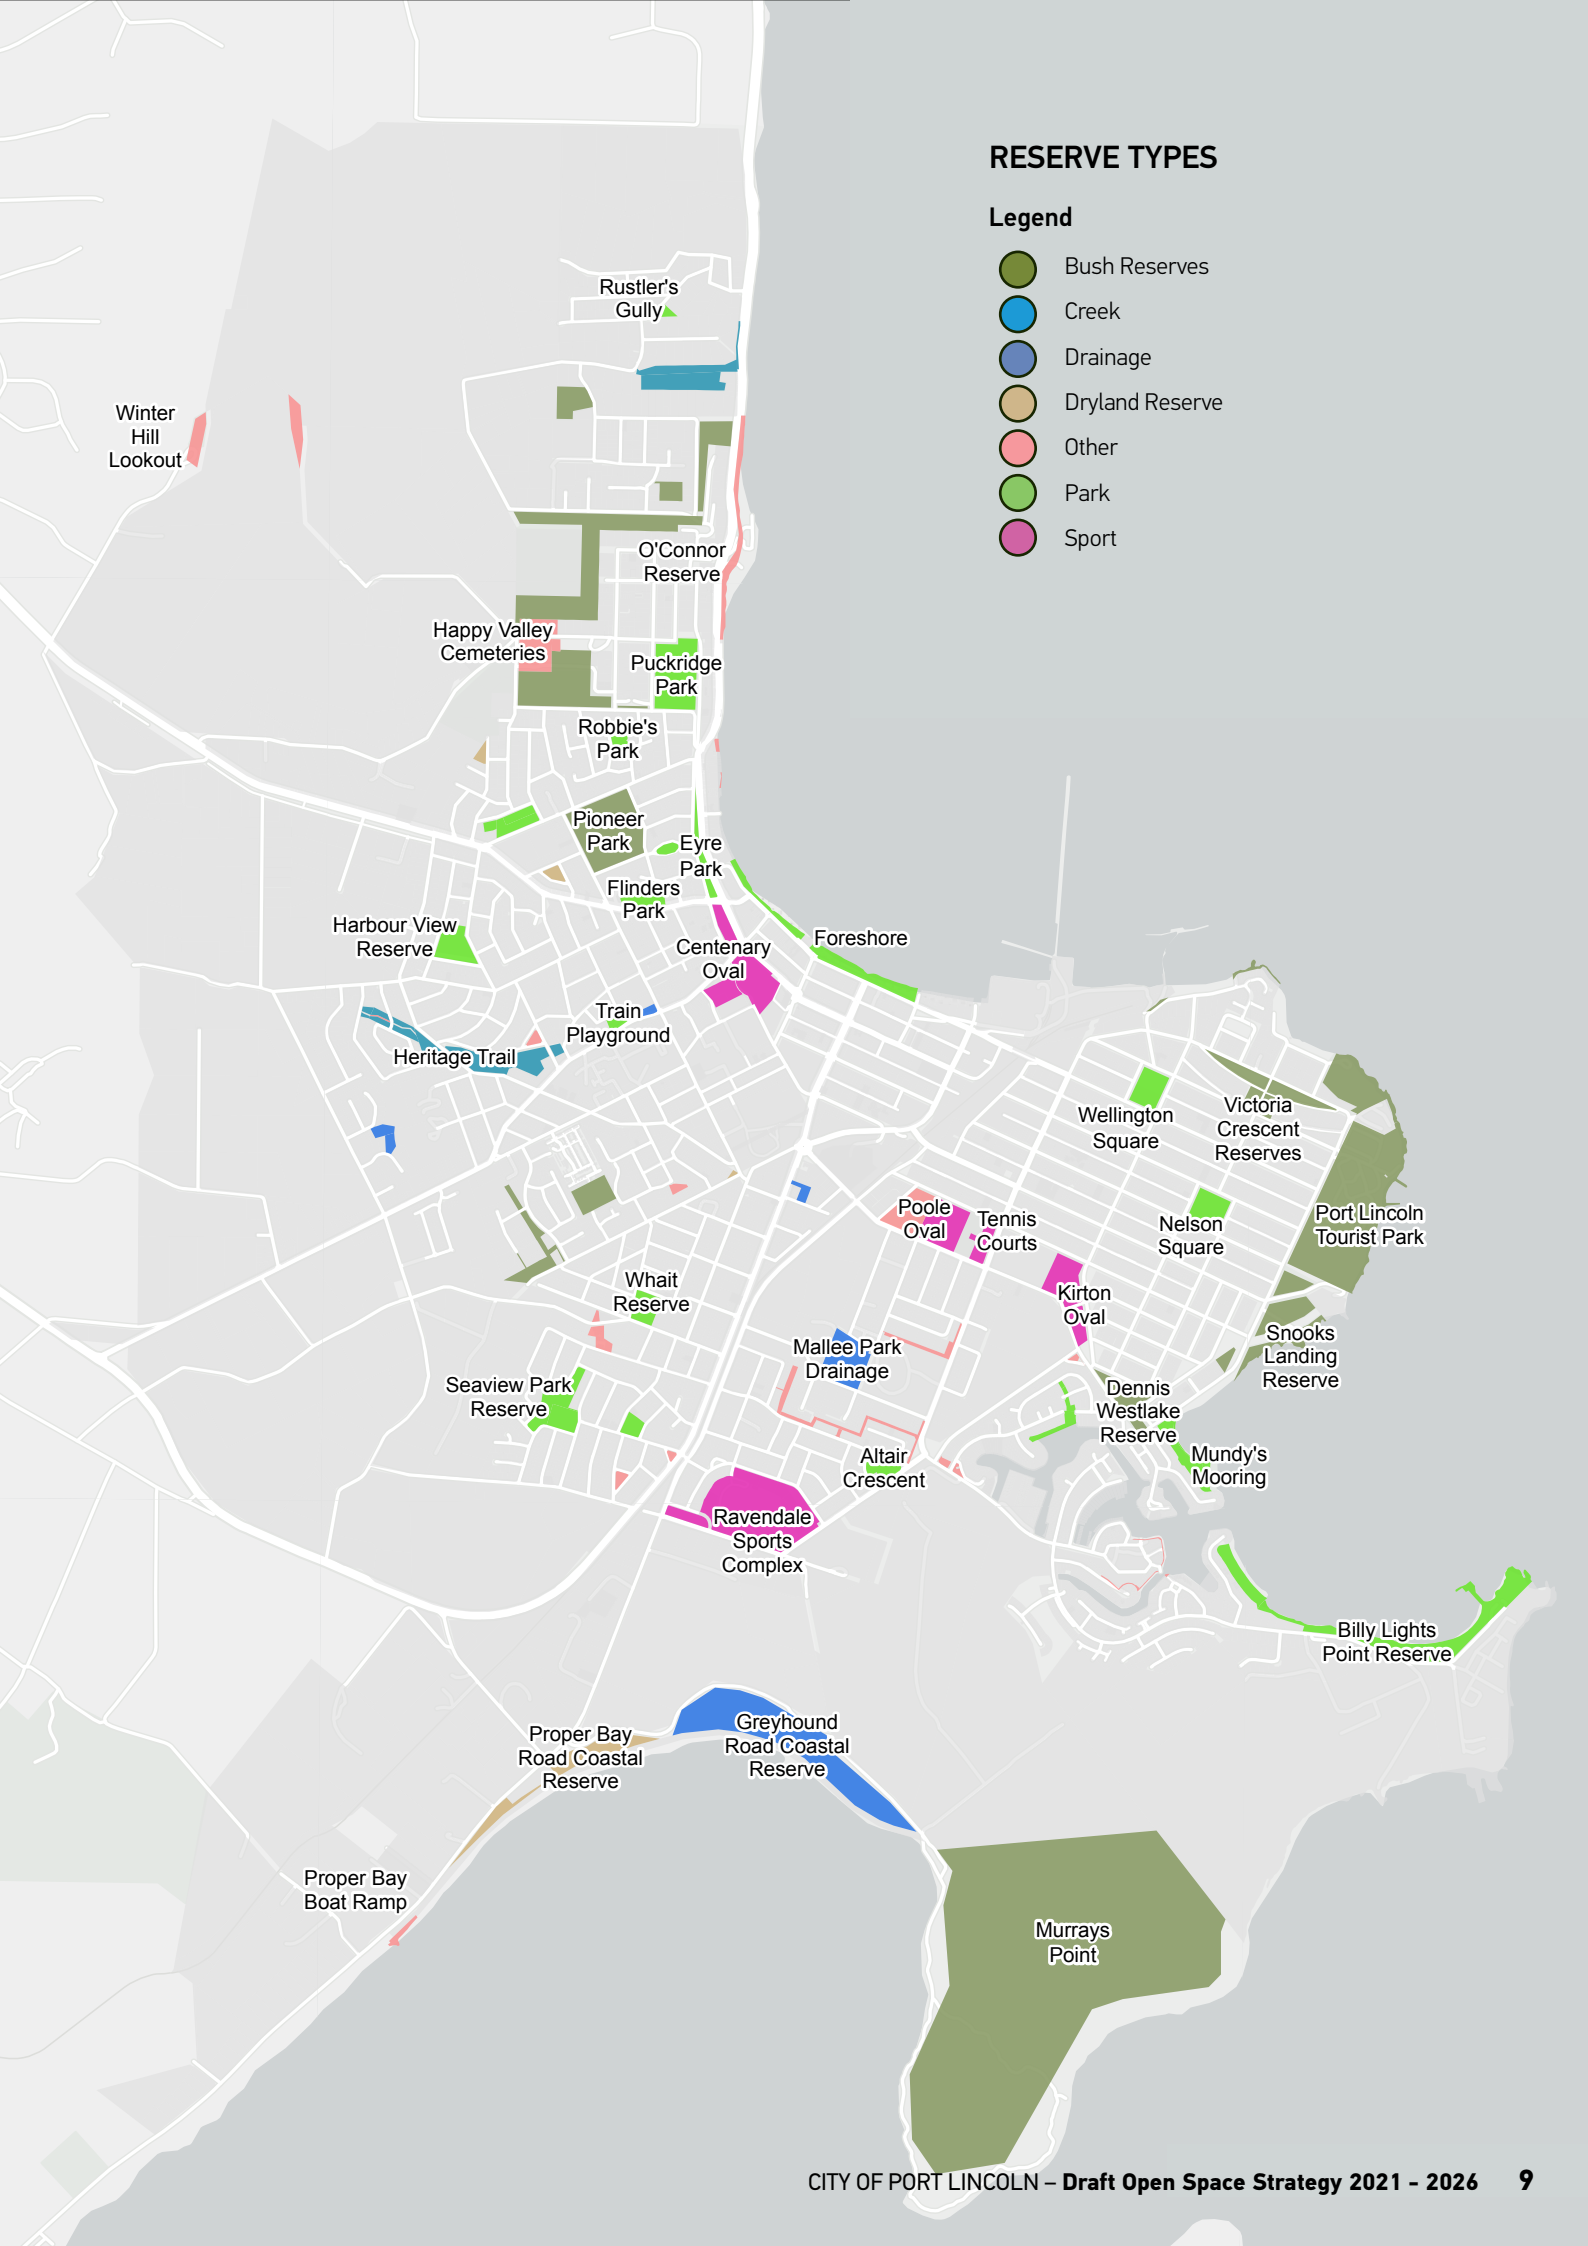 RESERVE TYPES
Legend
Bush Reserves
Creek
Drainage
Dryland Reserve
Other
Park
Sport
Rustler's
Gully
Winter
Hill
Lookout
O'Connor
Reserve
Happy Valley
Cemeteries
Puckridge
Park
Robbie's
Park
Pioneer
Park
Eyre
Park
Flinders
Park
Harbour View
Reserve
Centenary
Oval
Foreshore
Train
Playground
Heritage Trail
Wellington
Square
Victoria
Crescent
Reserves
Poole
Oval
Tennis
Courts
Nelson
Square
Port Lincoln
Tourist Park
Whait
Reserve
Kirton
Oval
Mallee Park
Drainage
Snooks
Landing
Reserve
Seaview Park
Reserve
Dennis
Westlake
Reserve
Altair
Crescent
Mundy's
Mooring
Ravendale
Sports
Complex
Billy Lights
Point Reserve
Proper Bay
Road Coastal
Reserve
Greyhound
Road Coastal
Reserve
Proper Bay
Boat Ramp
Murrays
Point
CITY OF PORT LINCOLN – Draft Open Space Strategy 2021 - 2026 9